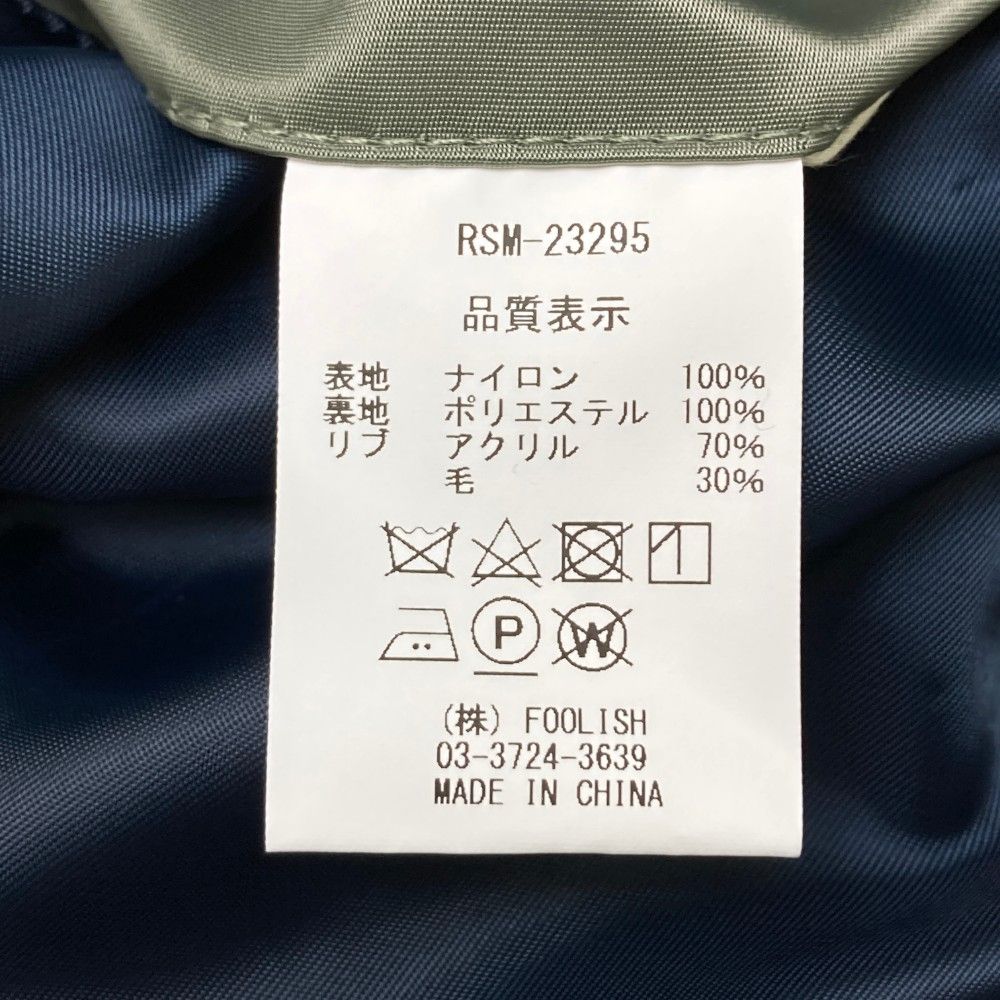 RSM-23295
品質表示
表地 ナイロン 100%
裏地 ポリエステル 100%
リブ アクリル 70%
毛 30%
P W
(株) FOOLISH
03-3724-3639
MADE IN CHINA